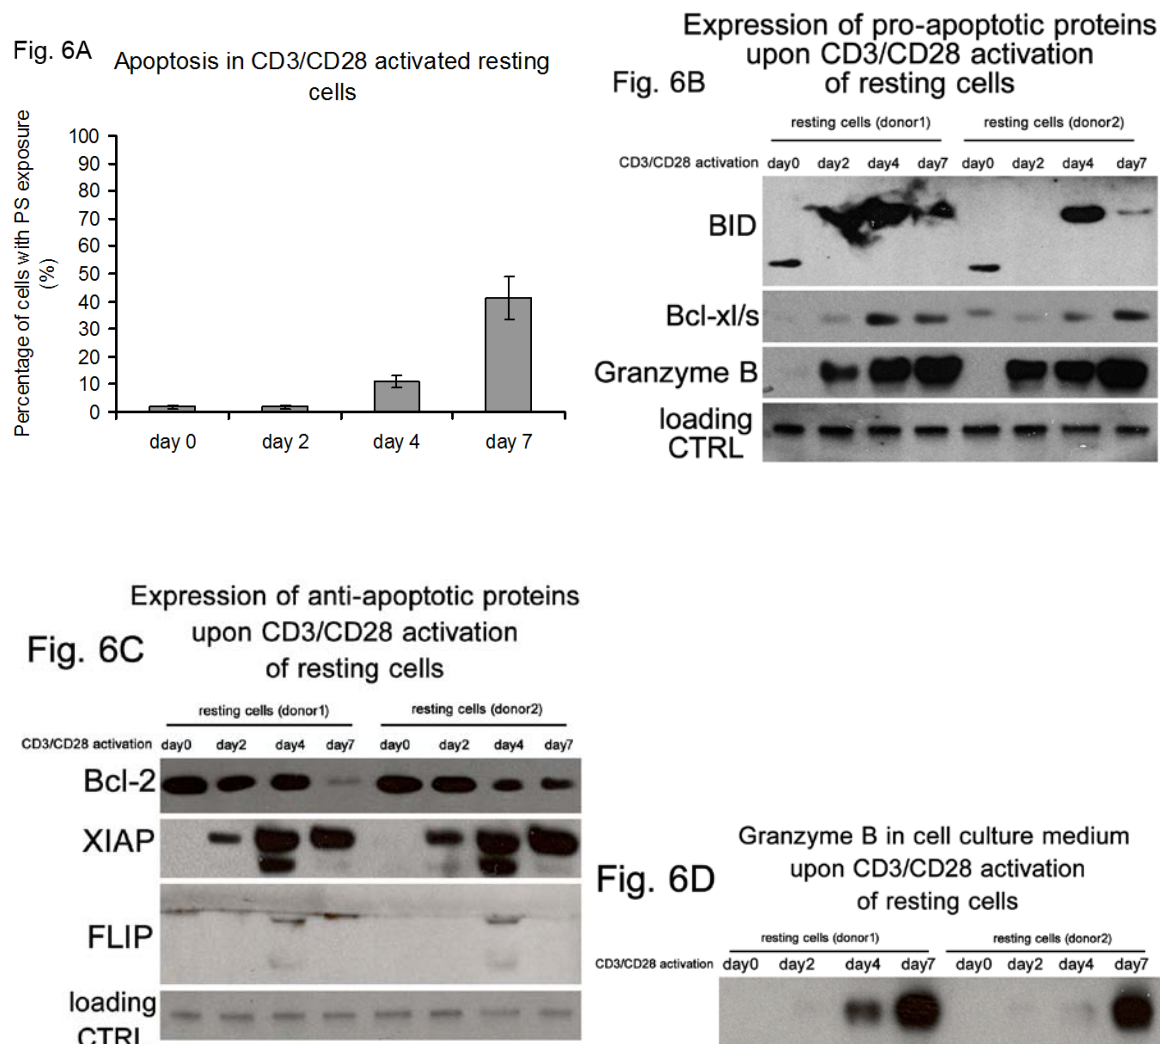 Fig. 6A
Apoptosis in CD3/CD28 activated resting
cells
Percentage of cells with PS exposure
(%)
100
90
80
70
60
50
40
30
20
10
0
day 0 day 2 day 4 day 7
Expression of pro-apoptotic proteins
upon CD3/CD28 activation
of resting cells
Fig. 6B
resting cells (donor1) resting cells (donor2)
CD3/CD28 activation day0 day2 day4 day7 day0 day2 day4 day7
BID
Bcl-xl/s
Granzyme B
loading
CTRL
Expression of anti-apoptotic proteins
upon CD3/CD28 activation
of resting cells
Fig. 6C
resting cells (donor1) resting cells (donor2)
CD3/CD28 activation day0 day2 day4 day7 day0 day2 day4 day7
Bcl-2
XIAP
FLIP
loading
CTRL
Granzyme B in cell culture medium
upon CD3/CD28 activation
of resting cells
Fig. 6D
resting cells (donor1) resting cells (donor2)
CD3/CD28 activation day0 day2 day4 day7 day0 day2 day4 day7